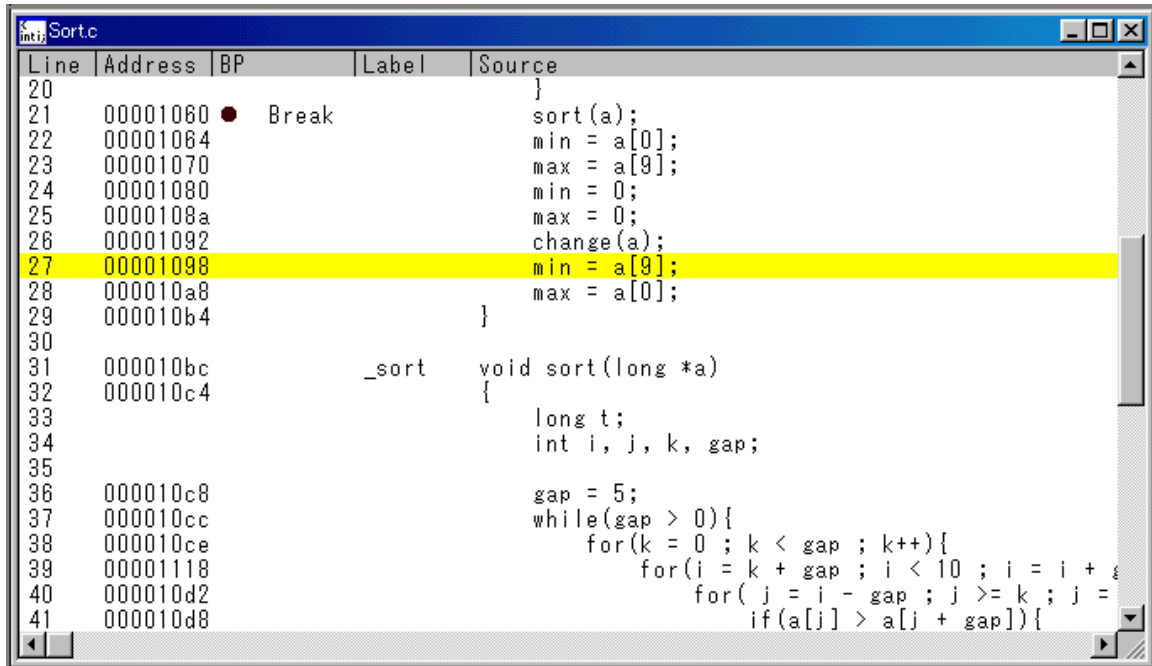 Sort.c
Line |Address |BP |Label |Source
20 }
21 00001060 ● Break sort(a);
22 00001064 min = a[0];
23 00001070 max = a[9];
24 00001080 min = 0;
25 0000108a max = 0;
26 00001092 change(a);
27 00001098 min = a[9];
28 000010a8 max = a[0];
29 000010b4 }
30
31 000010bc _sort void sort(long *a)
32 000010c4 {
33 long t;
34 int i, j, k, gap;
35
36 000010c8 gap = 5;
37 000010cc while(gap > 0){
38 000010ce for(k = 0 ; k < gap ; k++){
39 00001118 for(i = k + gap ; i < 10 ; i = i +
40 000010d2 for( j = i - gap ; j >= k ; j =
41 000010d8 if(a[j] > a[j + gap]){